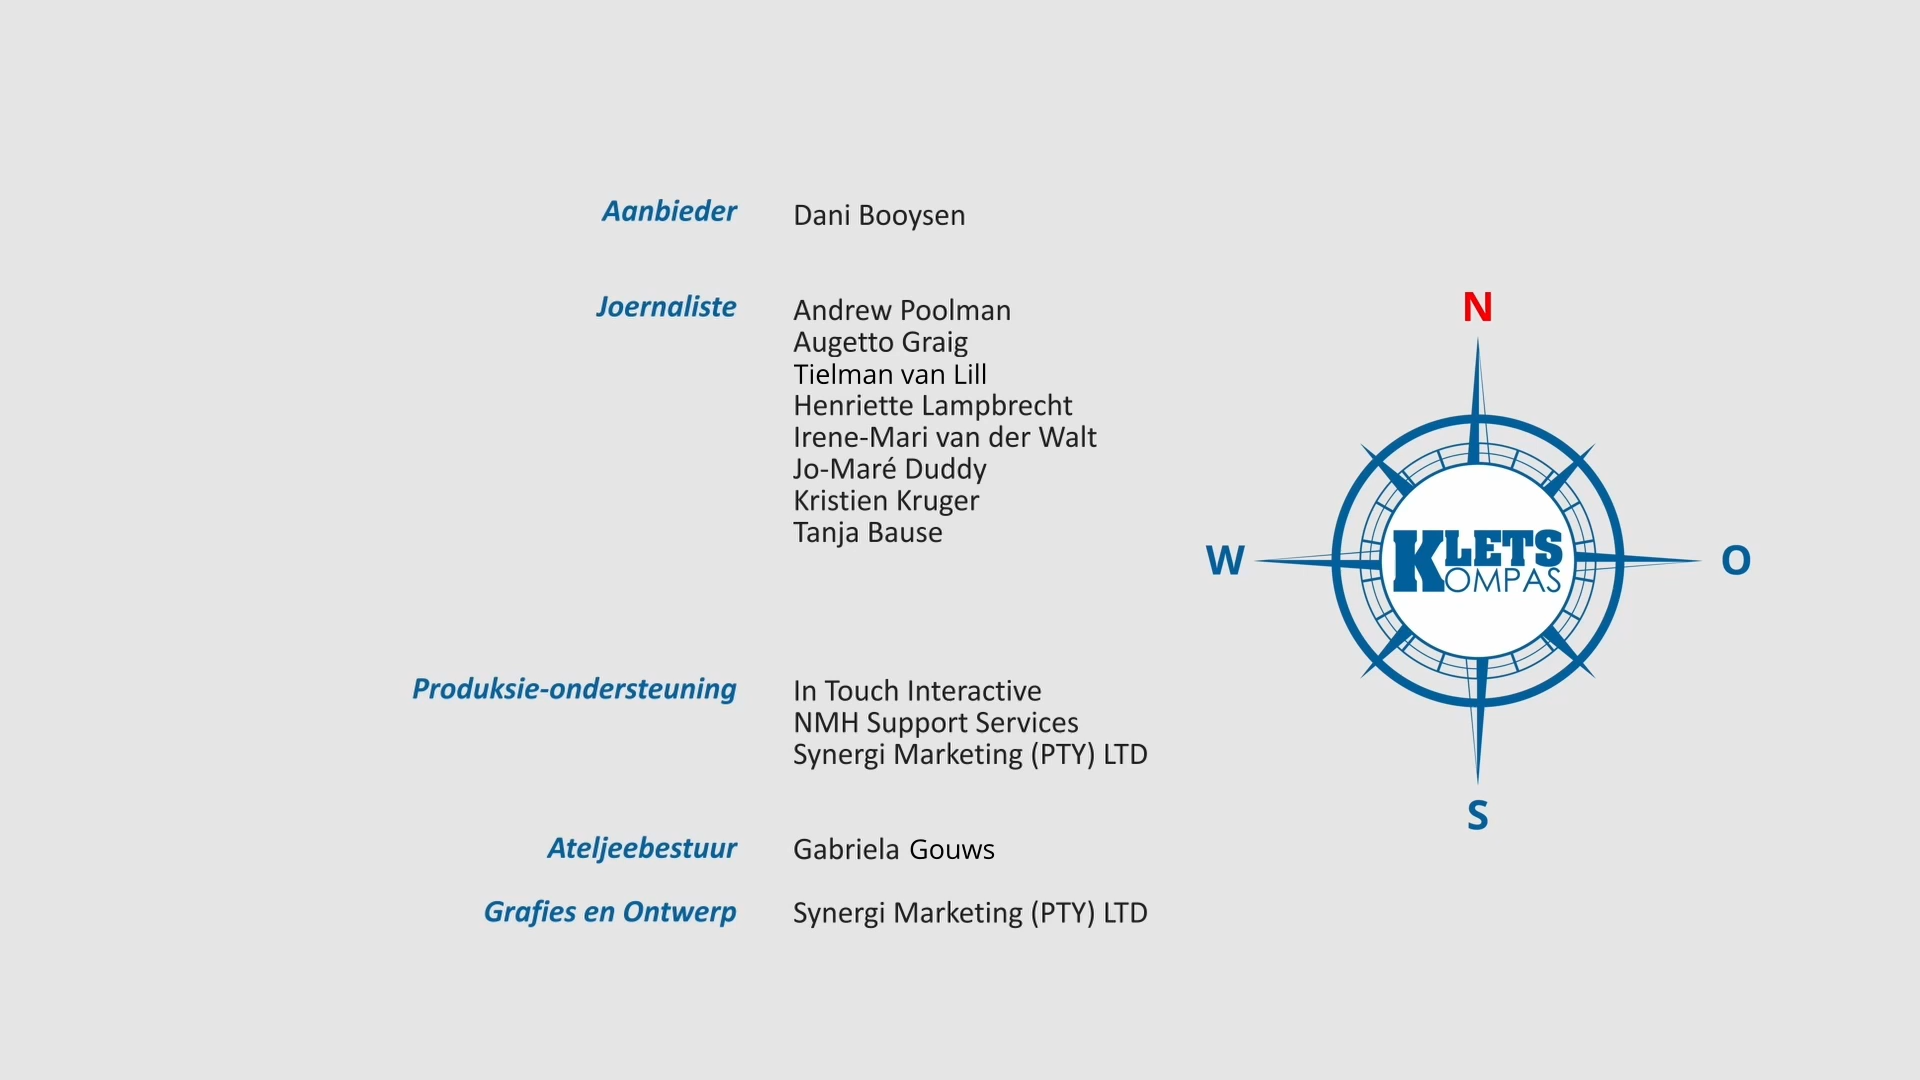 Aanbieder Dani Booysen
Joernaliste Andrew Poolman
Augetto Graig
Tielman van Lill
Henriette Lampbrecht
Irene-Mari van der Walt
Jo-Maré Duddy
Kristien Kruger
Tanja Bause
Produksie-ondersteuning In Touch Interactive
NMH Support Services
Synergi Marketing (PTY) LTD
Ateljeebestuur Gabriela Gouws
Grafies en Ontwerp Synergi Marketing (PTY) LTD
N
W
KLETS
KOMPAS
O
S